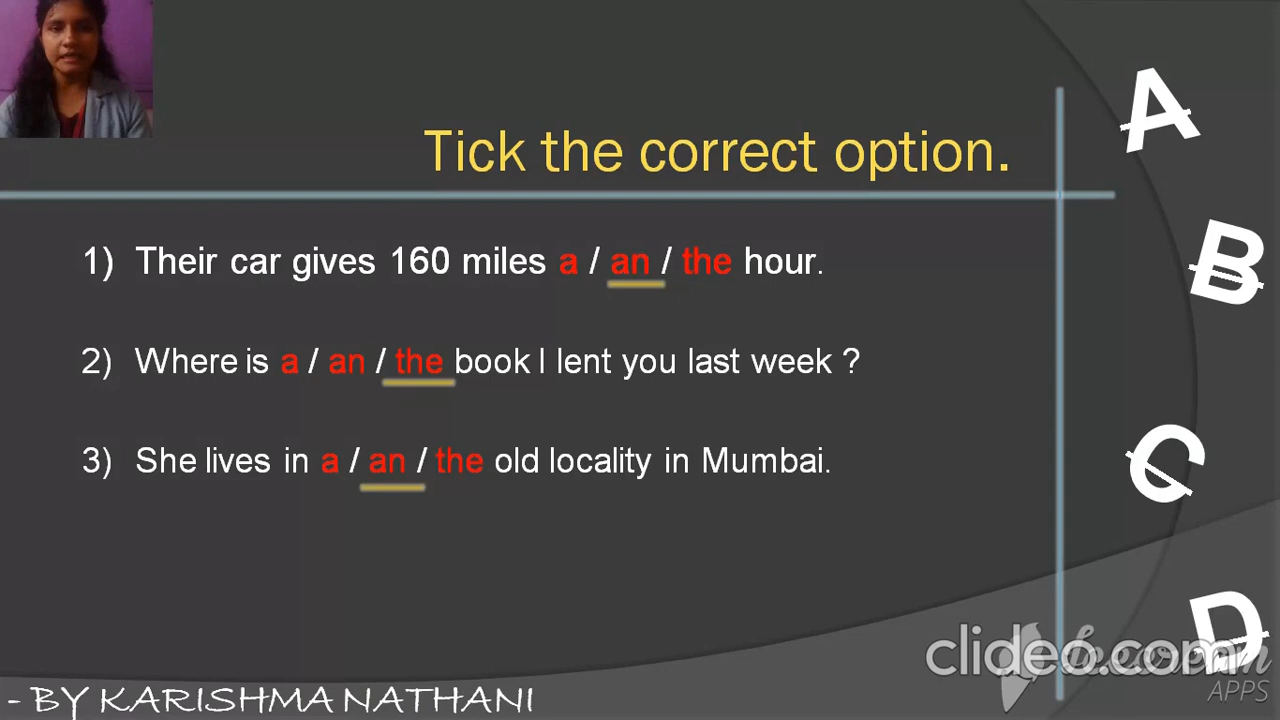 Tick the correct option.
1) Their car gives 160 miles a / an / the hour.
2) Where is a / an / the book I lent you last week ?
3) She lives in a / an / the old locality in Mumbai.
A
B
C
D
clideo.com
APPS
- BY KARISHMA NATHANI